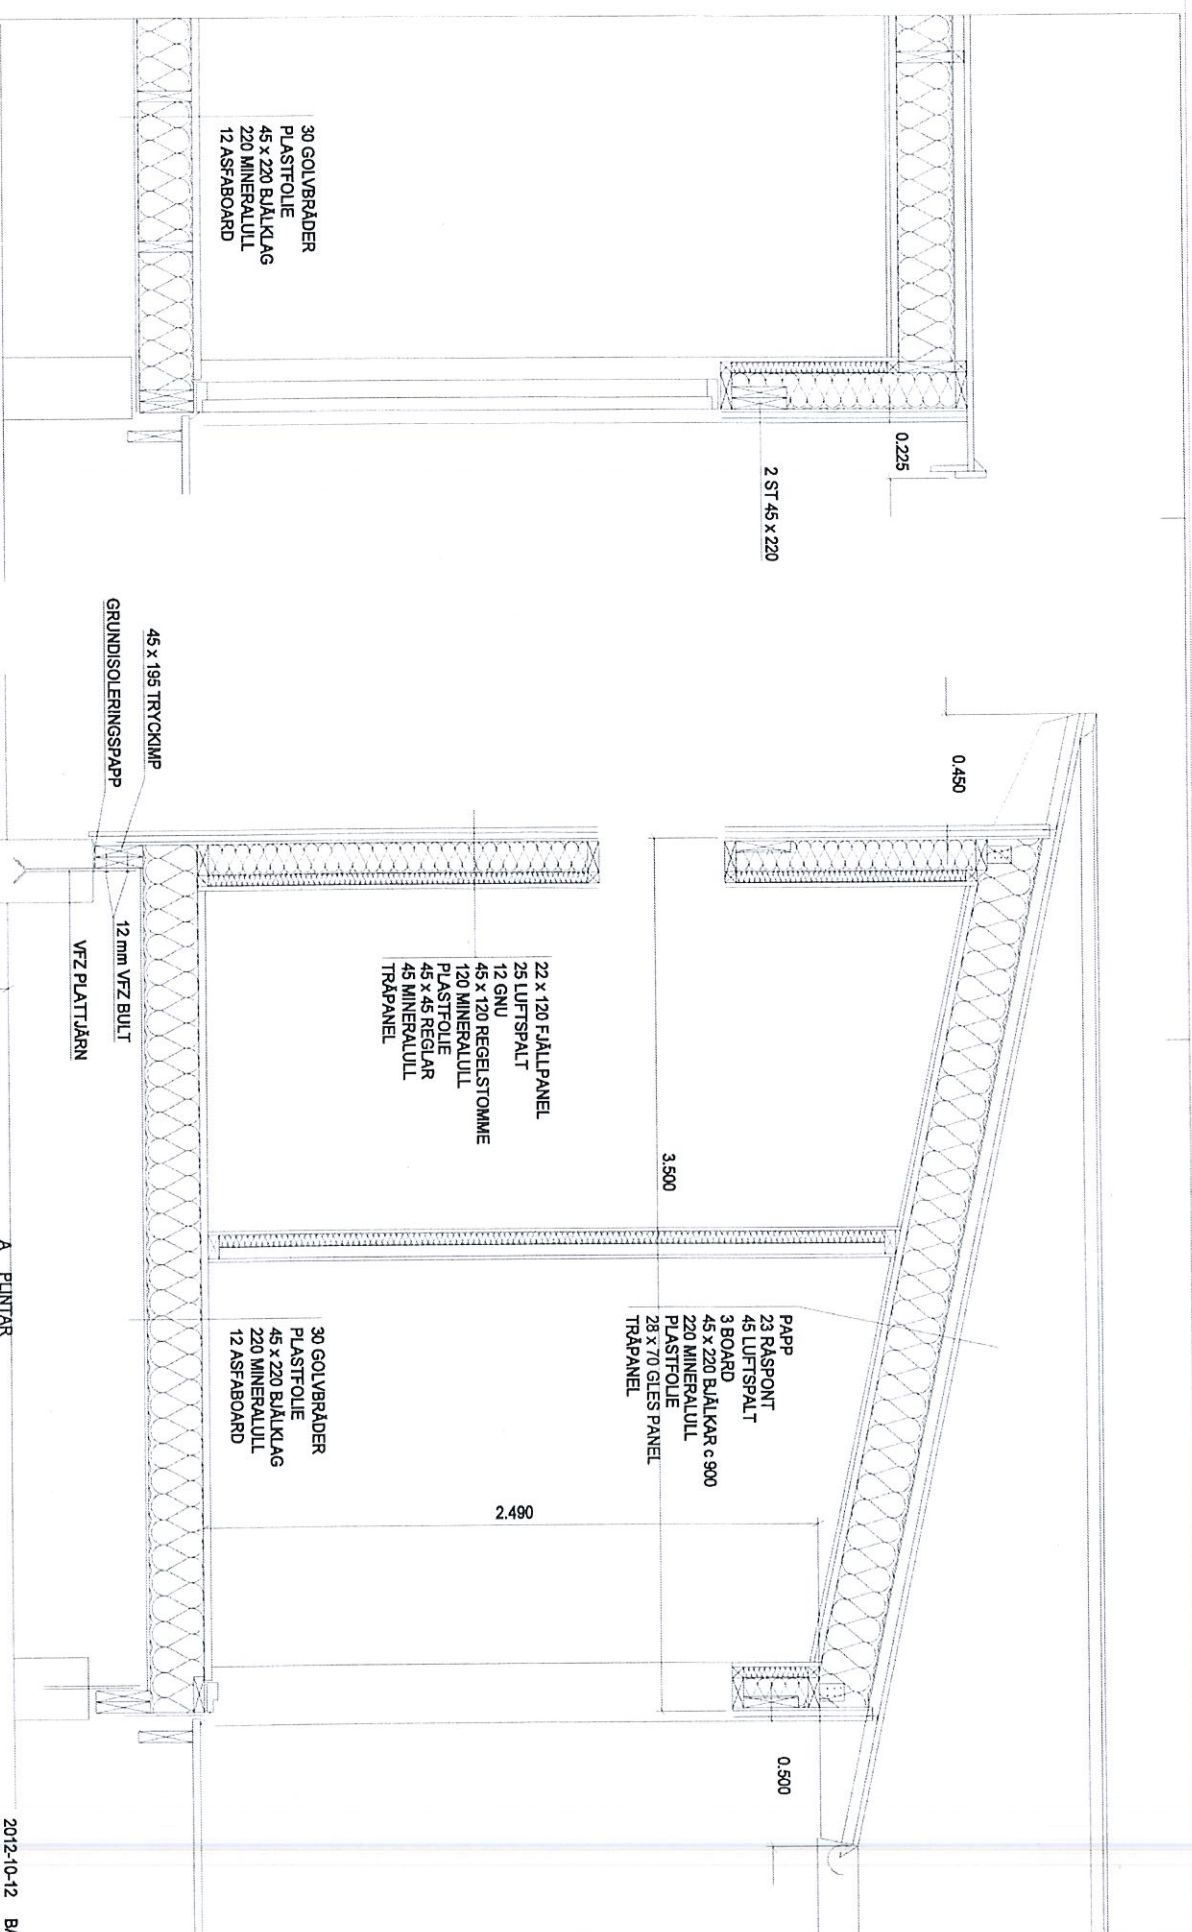 30 GOLVBRÄDER
PLASTFOLIE
45 x 220 BJÄLKLAG
220 MINERALULL
12 ASFABOARD
0.225
2 ST 45 x 220
45 x 195 TRYCKIMP
GRUNDISOLERINGSPAPP
0.450
12 mm VFZ BULT
VFZ PLATTJÄRN
22 x 120 FJÄLLPANEL
25 LUFTSPALT
12 GNU
45 x 120 REGELSTOMME
120 MINERALULL
PLASTFOLIE
45 x 45 REGLAR
45 MINERALULL
TRÄPANEL
3.500
PAPP
23 RÅSPONT
45 LUFTSPALT
3 BOARD
45 x 220 BJÄLKAR c 900
220 MINERALULL
PLASTFOLIE
28 x 70 GLES PANEL
TRÄPANEL
30 GOLVBRÄDER
PLASTFOLIE
45 x 220 BJÄLKLAG
220 MINERALULL
12 ASFABOARD
2.490
0.500
A PLINTAR
2012-10-12